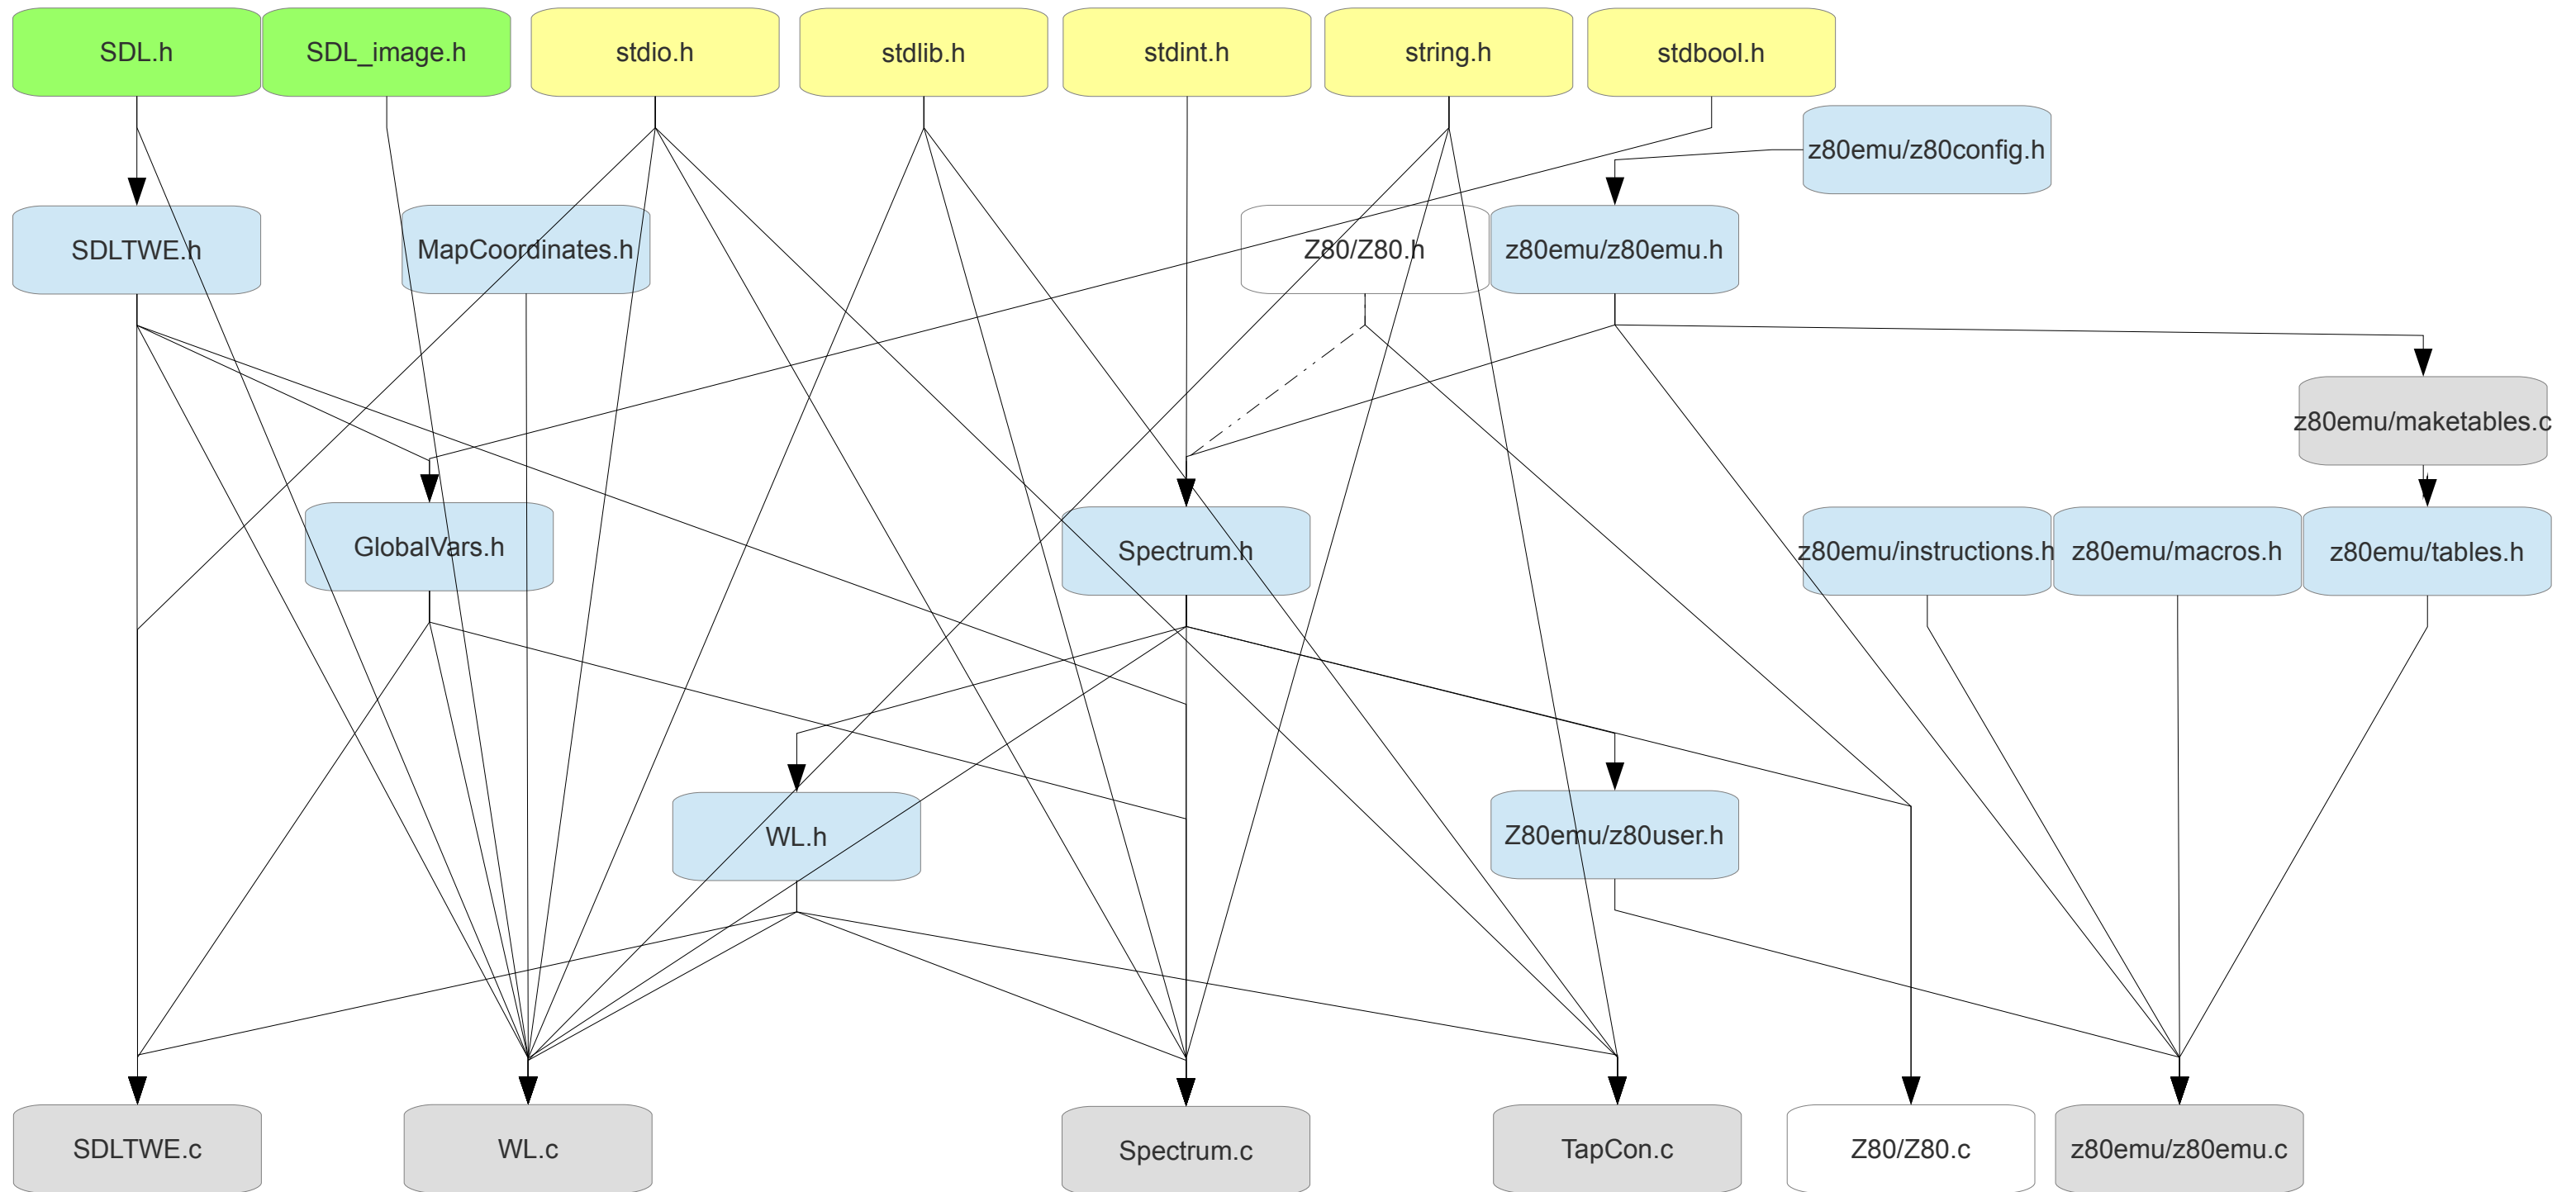 SDL.h
SDL_image.h
stdio.h
stdlib.h
stdint.h
string.h
stdbool.h
z80emu/z80config.h
SDLTWE.h
MapCoordinates.h
Z80/Z80.h
z80emu/z80emu.h
z80emu/maketables.c
GlobalVars.h
Spectrum.h
z80emu/instructions.h
z80emu/macros.h
z80emu/tables.h
WL.h
Z80emu/z80user.h
SDLTWE.c
WL.c
Spectrum.c
TapCon.c
Z80/Z80.c
z80emu/z80emu.c